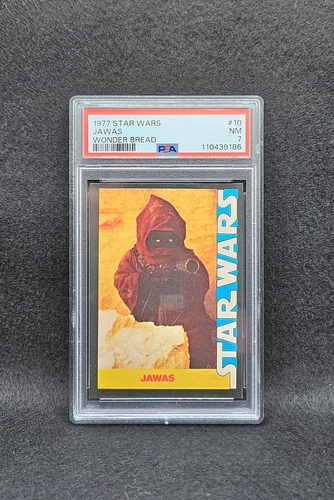 1977 STAR WARS #10
JAWAS NM
WONDER BREAD 7
PSA 110439186
STAR WARS
JAWAS